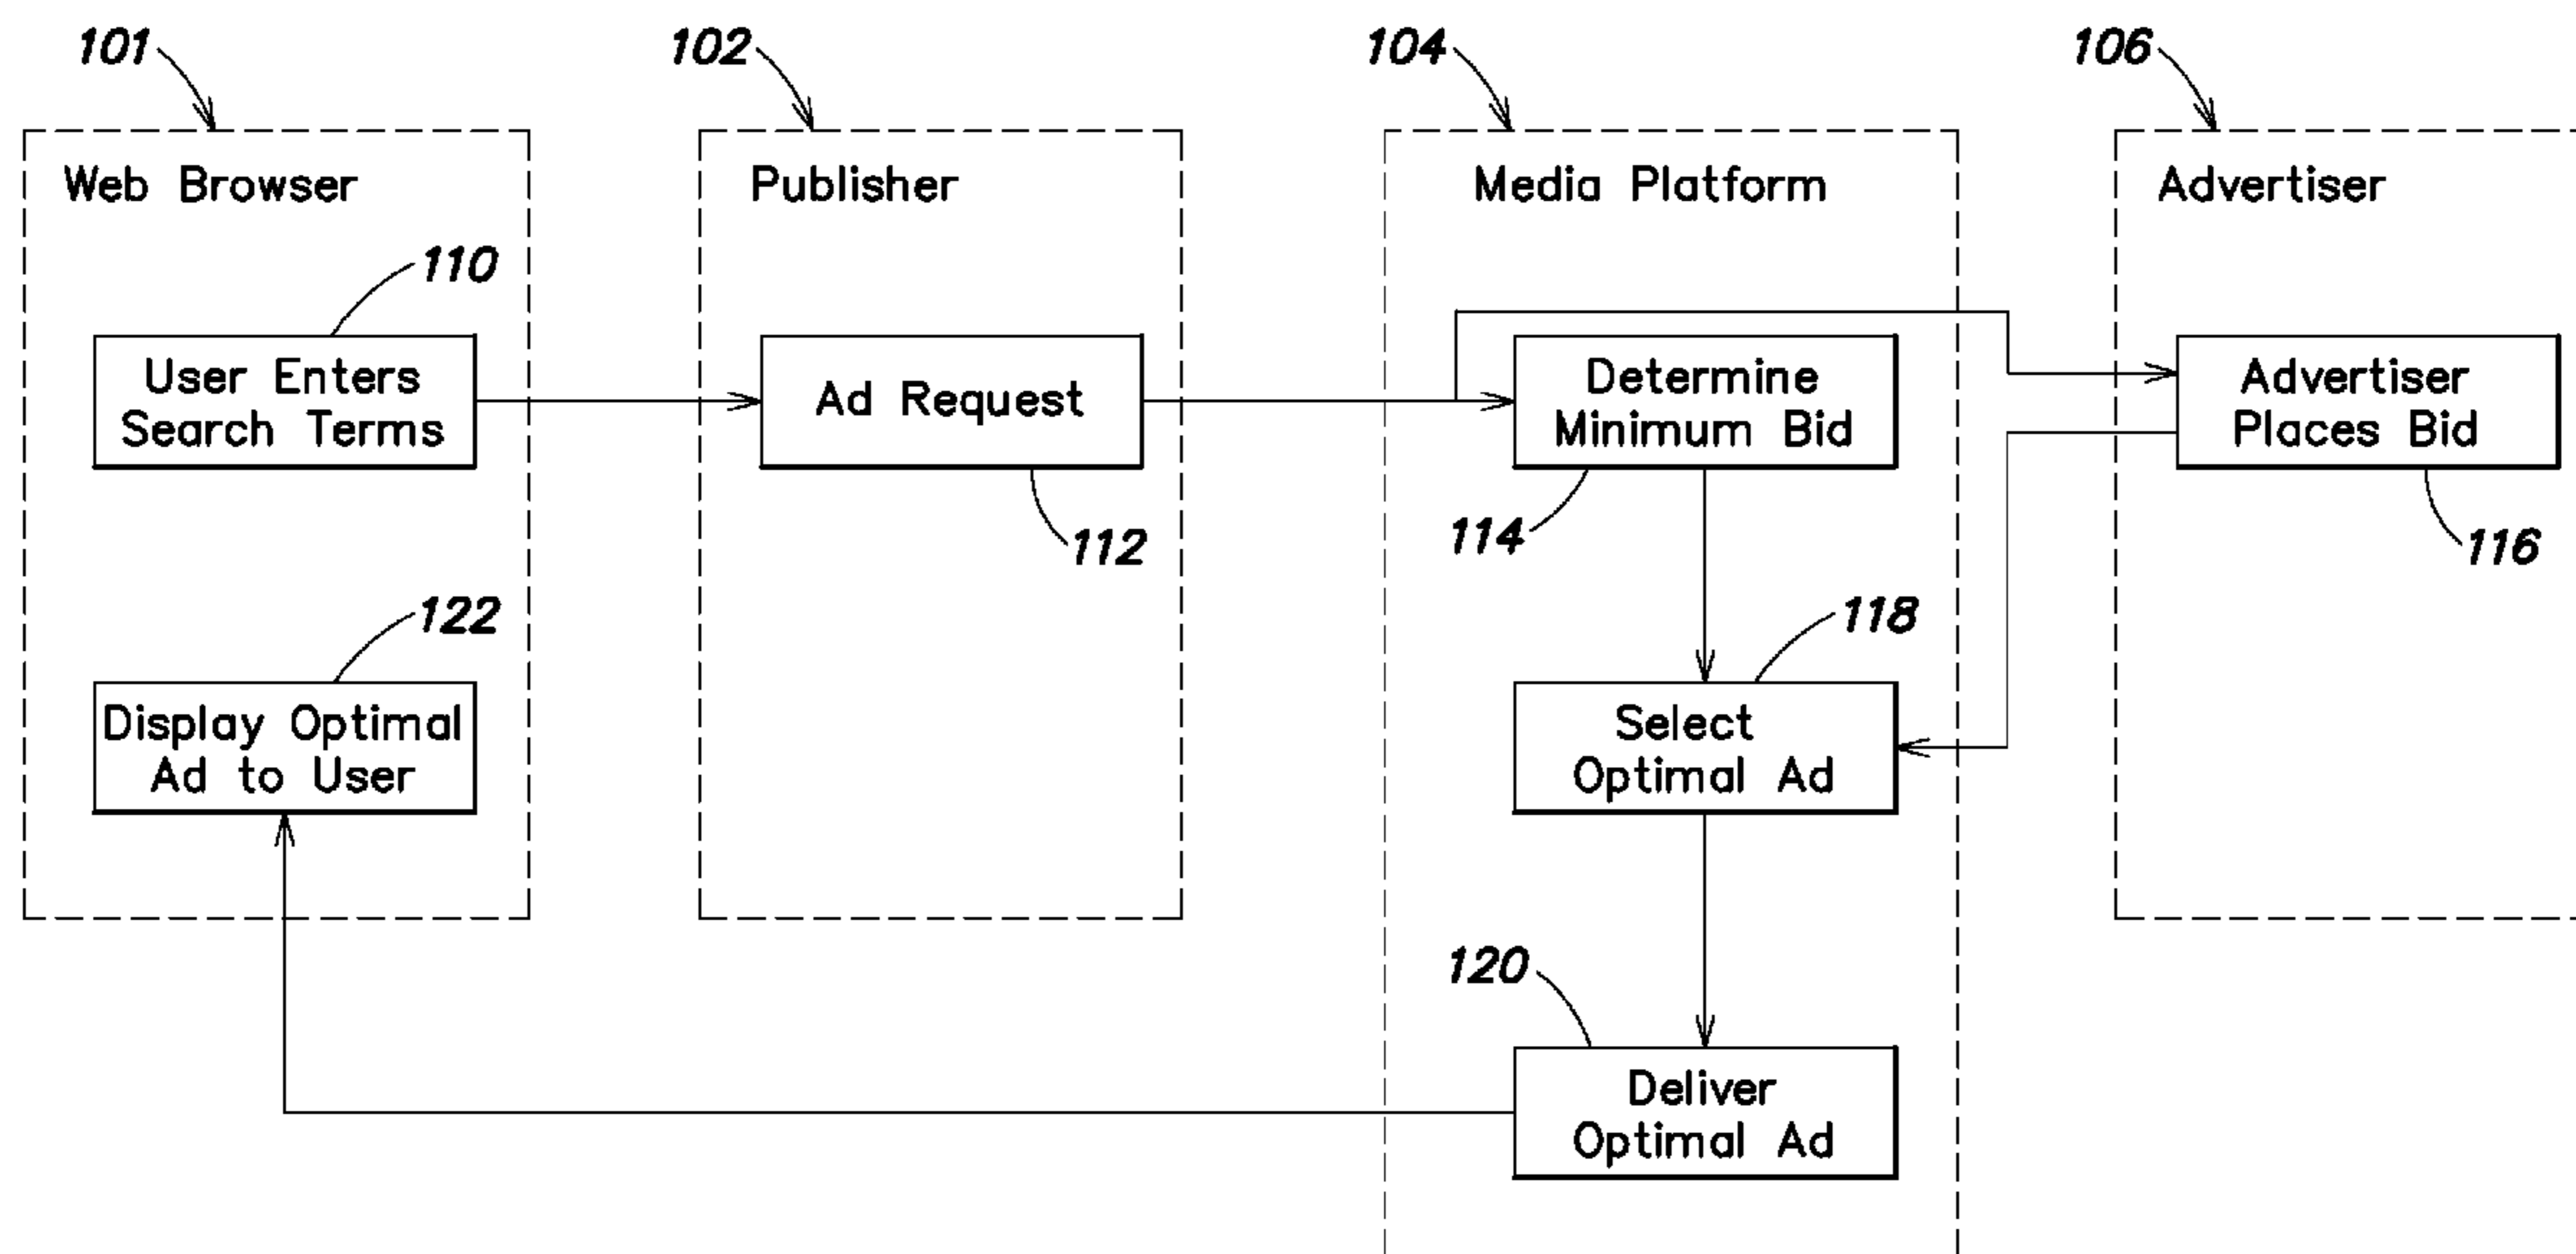 101
102
104
106
Web Browser
Publisher
Media Platform
Advertiser
110
User Enters
Search Terms
Ad Request
112
Determine
Minimum Bid
114
Advertiser
Places Bid
116
122
Display Optimal
Ad to User
118
Select
Optimal Ad
120
Deliver
Optimal Ad